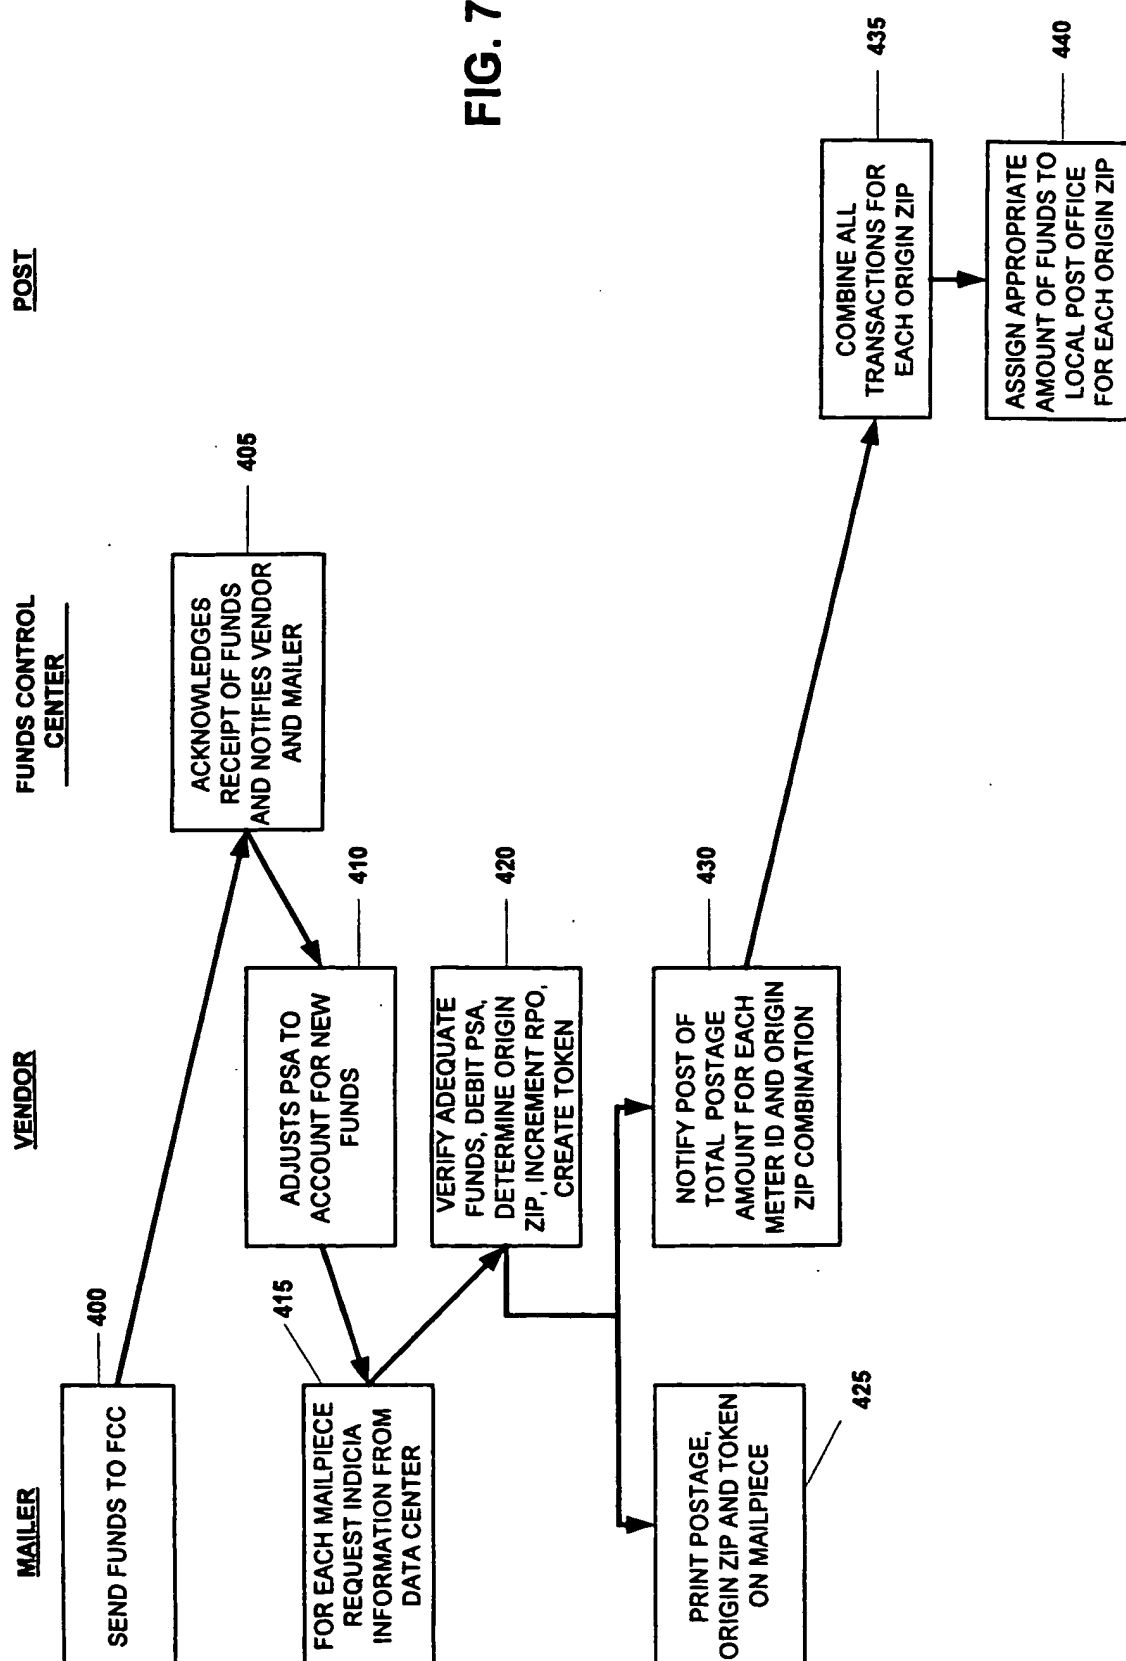 MAILER
VENDOR
FUNDS CONTROL
CENTER
POST
400
SEND FUNDS TO FCC
405
ACKNOWLEDGES
RECEIPT OF FUNDS
AND NOTIFIES VENDOR
AND MAILER
410
ADJUSTS PSA TO
ACCOUNT FOR NEW
FUNDS
415
FOR EACH MAILPIECE
REQUEST INDICIA
INFORMATION FROM
DATA CENTER
420
VERIFY ADEQUATE
FUNDS, DEBIT PSA,
DETERMINE ORIGIN
ZIP, INCREMENT RPO,
CREATE TOKEN
425
PRINT POSTAGE,
ORIGIN ZIP AND TOKEN
ON MAILPIECE
430
NOTIFY POST OF
TOTAL POSTAGE
AMOUNT FOR EACH
METER ID AND ORIGIN
ZIP COMBINATION
435
COMBINE ALL
TRANSACTIONS FOR
EACH ORIGIN ZIP
440
ASSIGN APPROPRIATE
AMOUNT OF FUNDS TO
LOCAL POST OFFICE
FOR EACH ORIGIN ZIP
FIG. 7